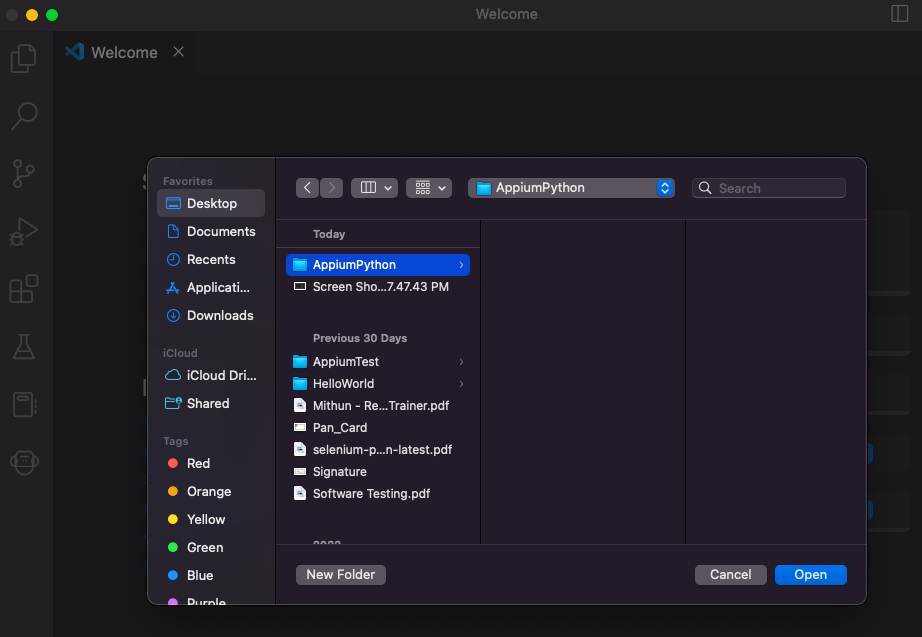 Welcome
Welcome
Favorites
Desktop
Documents
Recents
Applicati...
Downloads
iCloud
iCloud Dri...
Shared
Tags
Red
Orange
Yellow
Green
Blue
Purple
AppiumPython
Search
Today
AppiumPython
Screen Sho...7.47.43 PM
Previous 30 Days
AppiumTest
HelloWorld
Mithun - Re...Trainer.pdf
Pan_Card
selenium-p...n-latest.pdf
Signature
Software Testing.pdf
New Folder
Cancel
Open